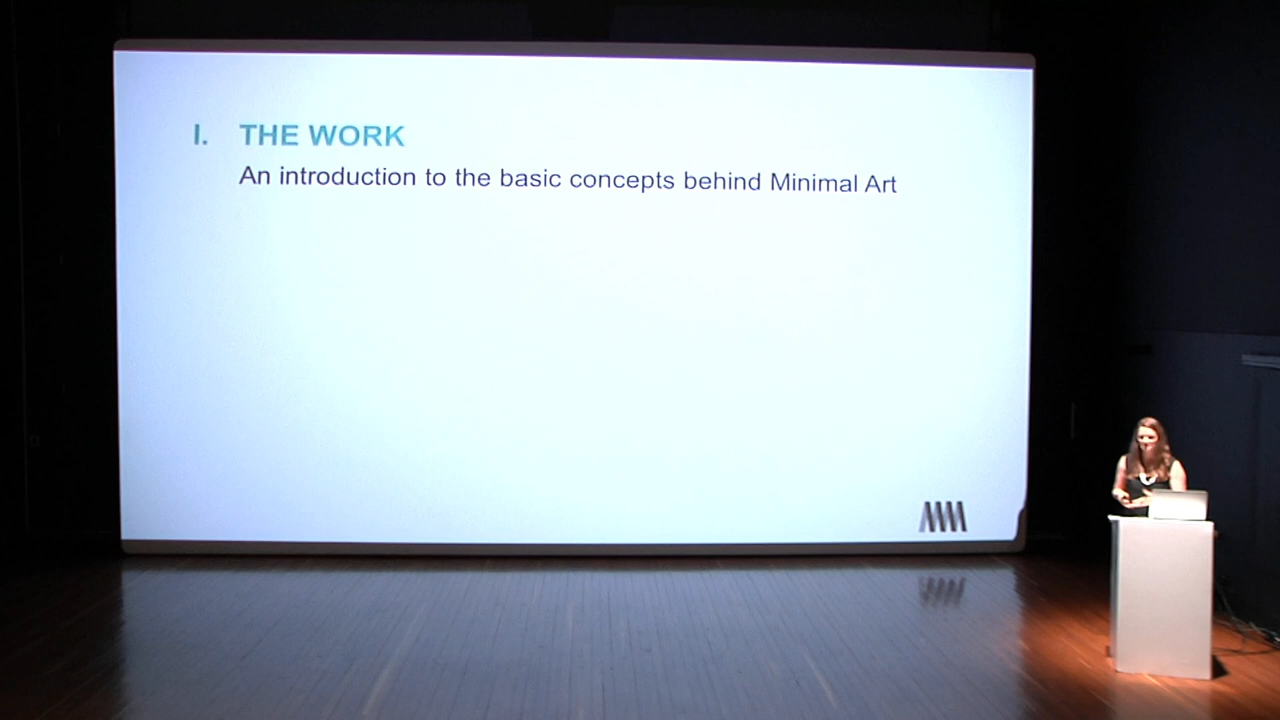 I. THE WORK
An introduction to the basic concepts behind Minimal Art